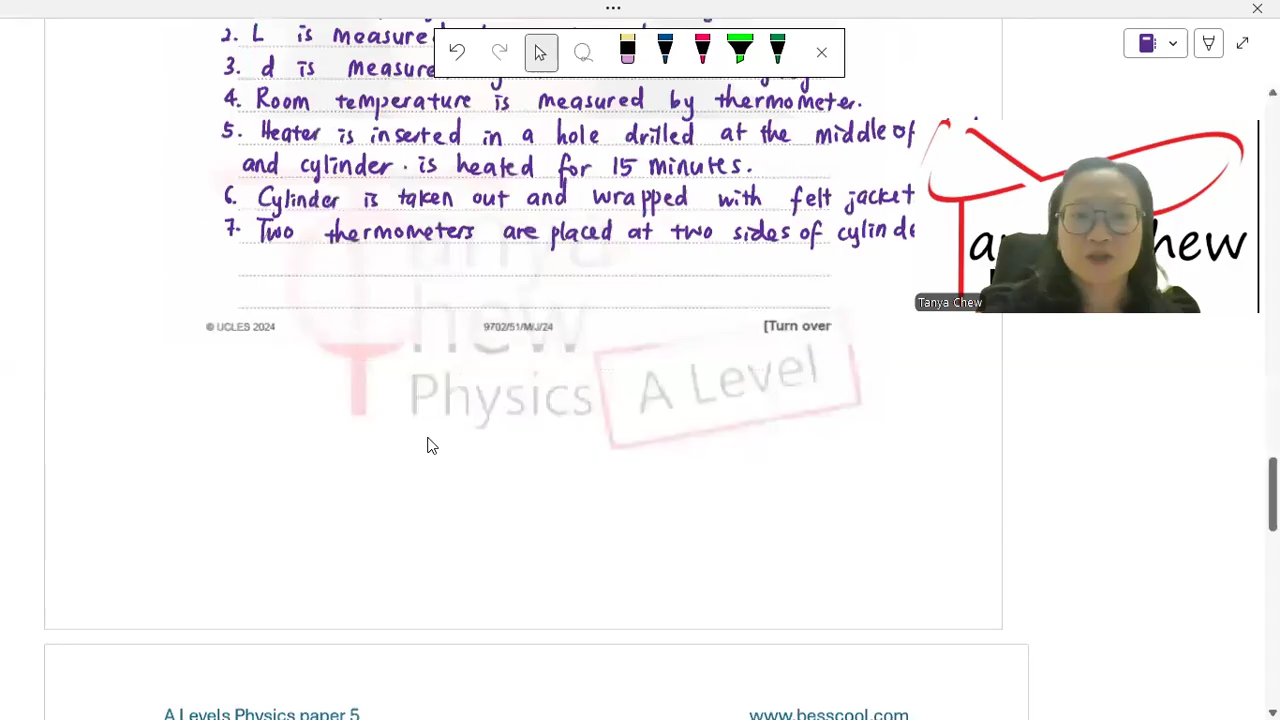 2. L is measured
3. d is measure
4. Room temperature is measured by thermometer.
5. Heater is inserted in a hole drilled at the middle of
and cylinder. is heated for 15 minutes.
6. Cylinder is taken out and wrapped with felt jacket
7. Two thermometers are placed at two sides of cylinde
Tanya Chew
© UCLES 2024
9702/51/M/J/24
[Turn over
Physics
A Level
A Levels Physics paper 5
www.besscool.com